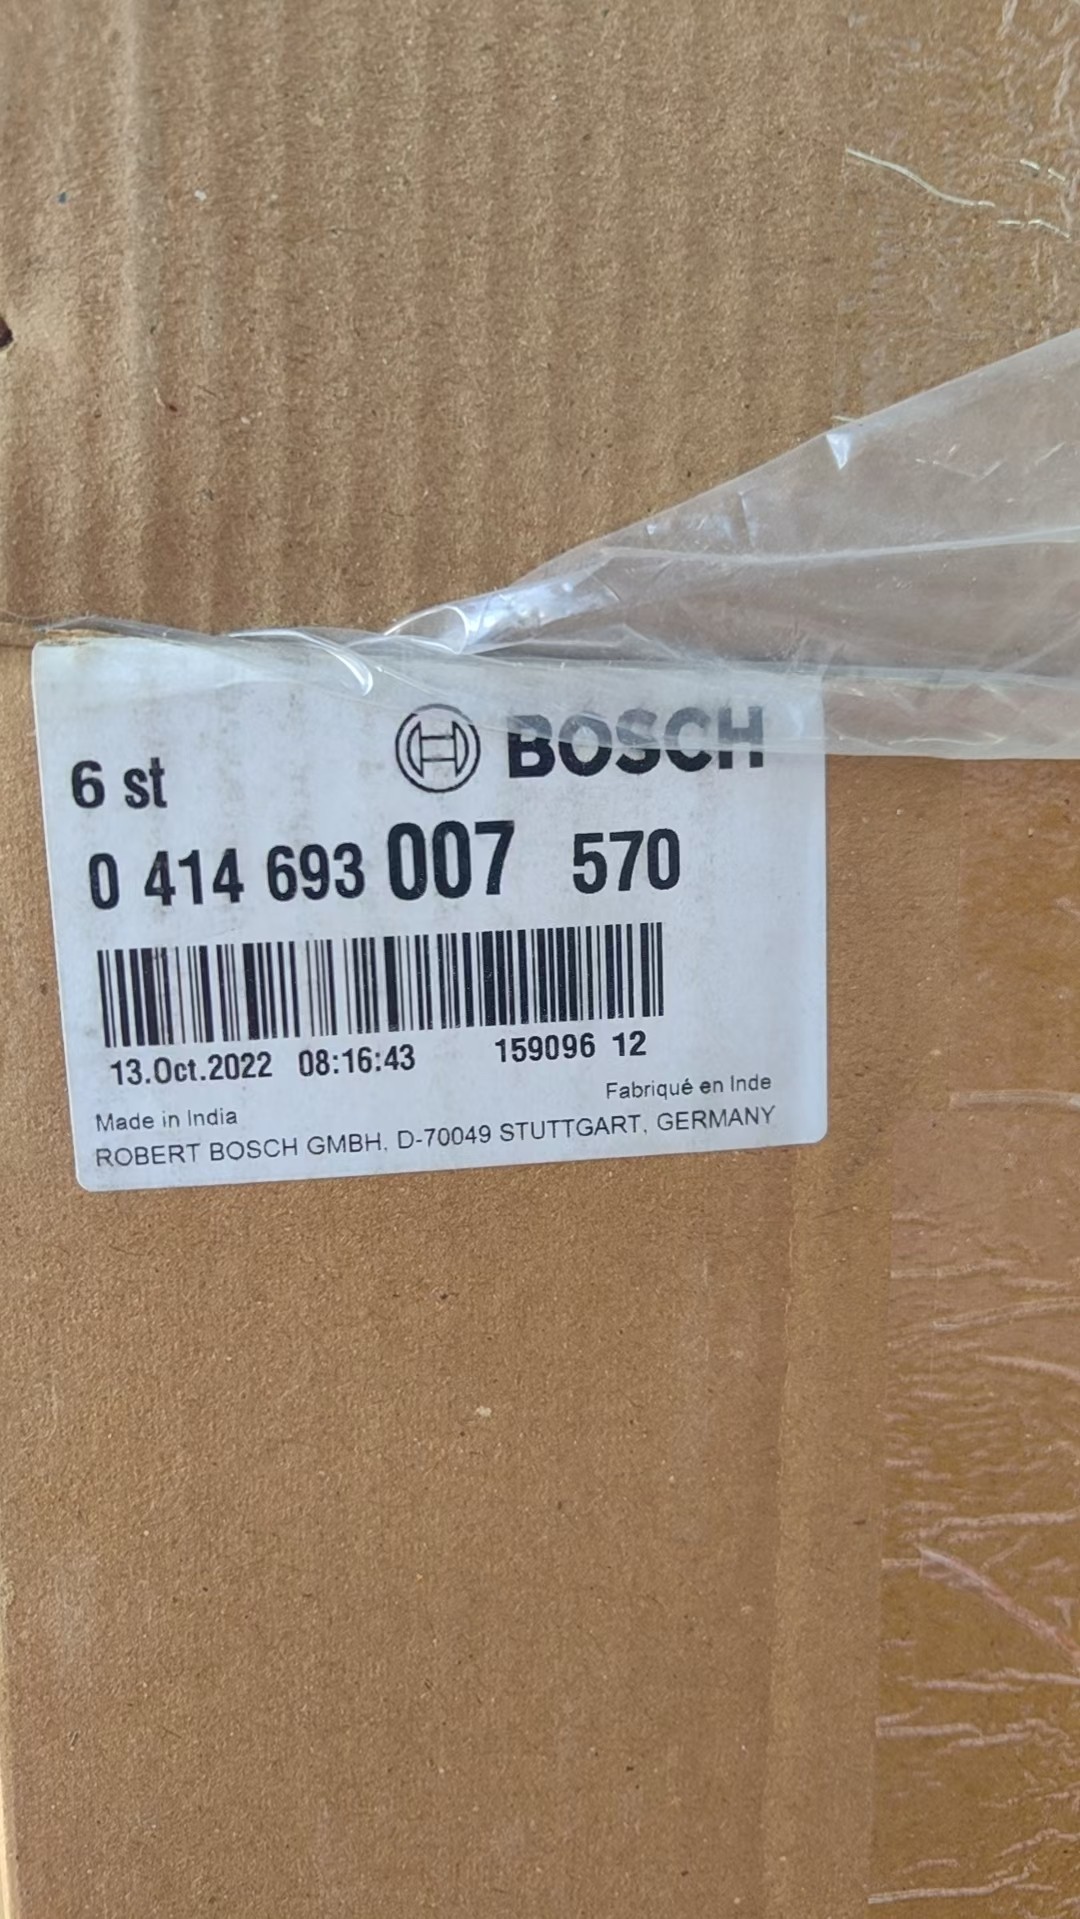 BOSCH
6 st
0 414 693 007 570
13.Oct.2022 08:16:43 159096 12
Fabriqué en Inde
Made in India
ROBERT BOSCH GMBH, D-70049 STUTTGART, GERMANY